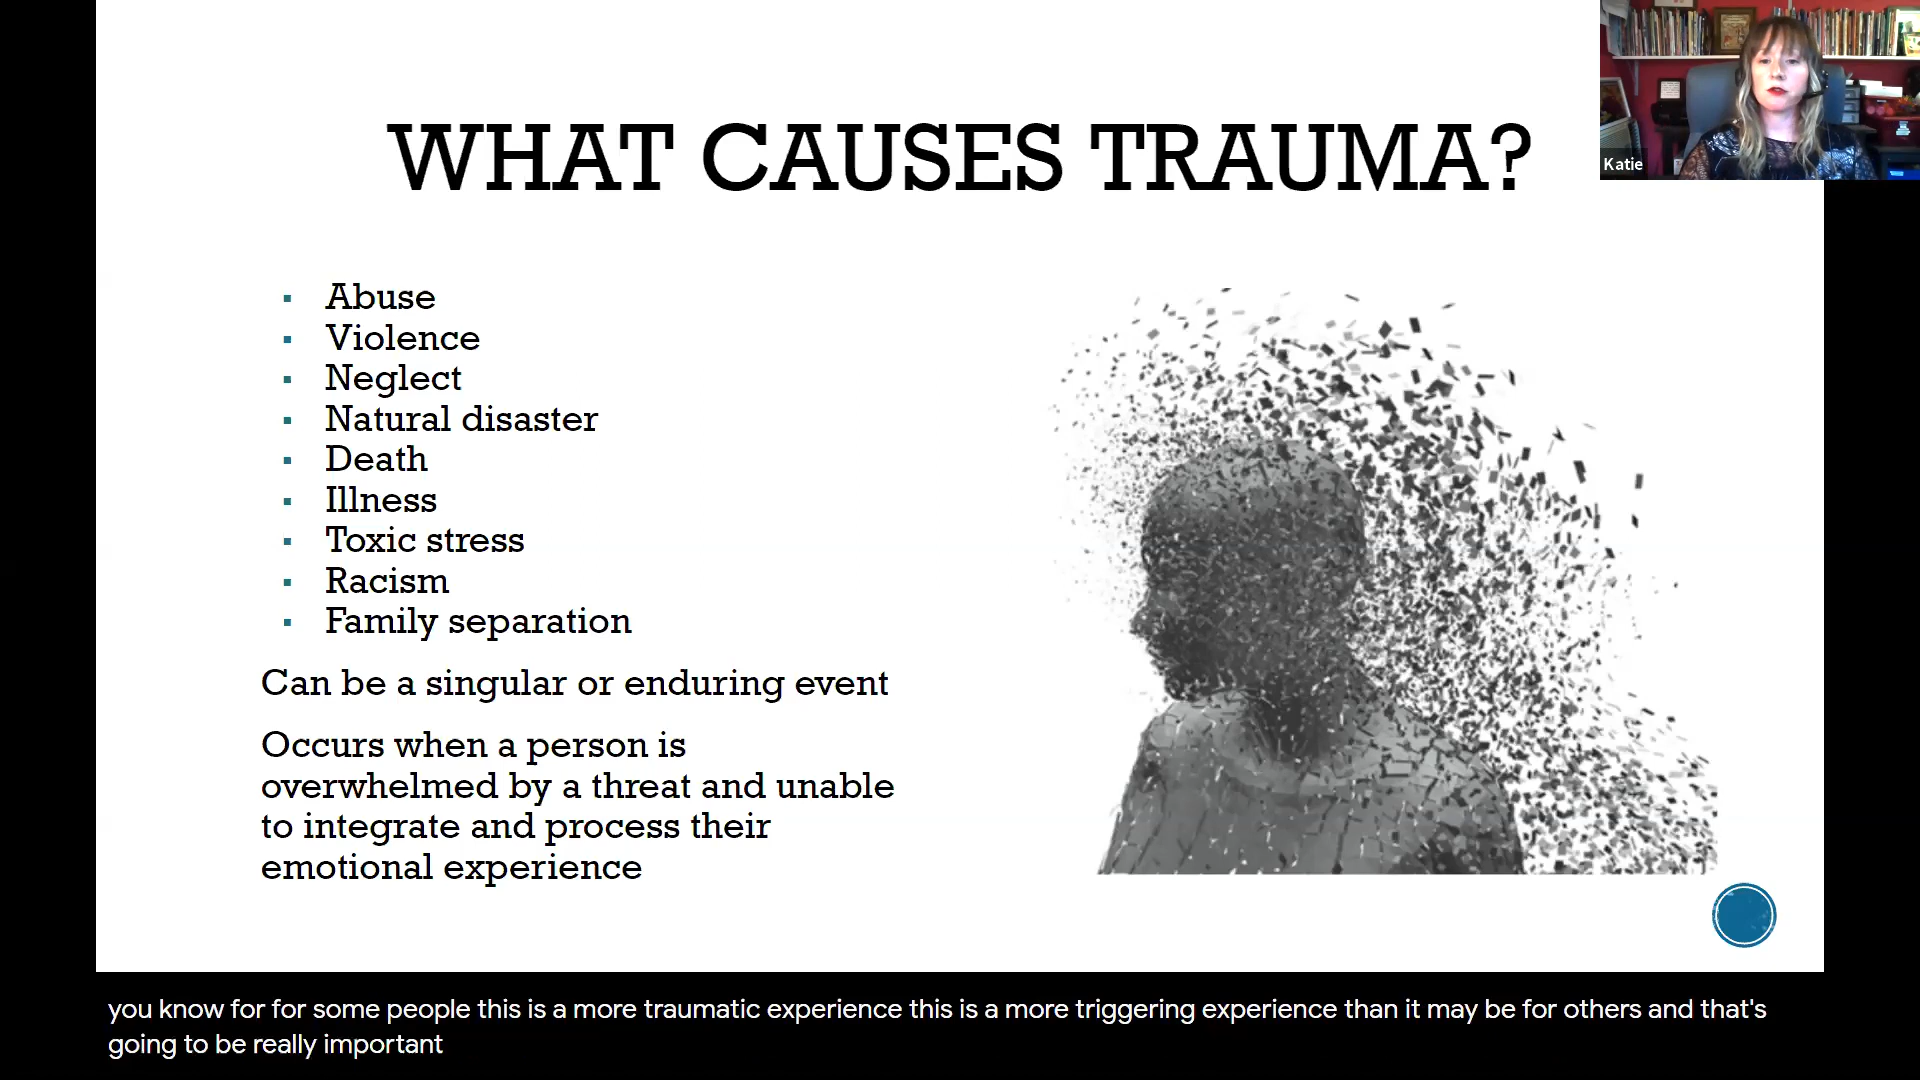 WHAT CAUSES TRAUMA?
Katie
▪ Abuse
▪ Violence
▪ Neglect
▪ Natural disaster
▪ Death
▪ Illness
▪ Toxic stress
▪ Racism
▪ Family separation
Can be a singular or enduring event
Occurs when a person is
overwhelmed by a threat and unable
to integrate and process their
emotional experience
you know for for some people this is a more traumatic experience this is a more triggering experience than it may be for others and that's
going to be really important